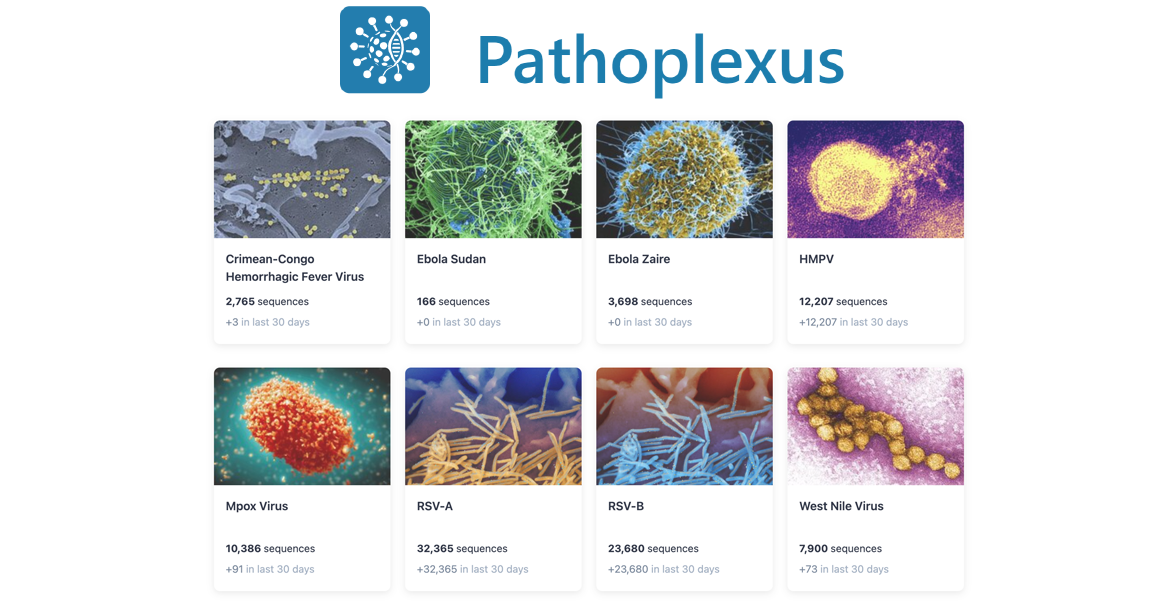 Pathoplexus
Crimean-Congo
Hemorrhagic Fever Virus
2,765 sequences
+3 in last 30 days
Ebola Sudan
166 sequences
+0 in last 30 days
Ebola Zaire
3,698 sequences
+0 in last 30 days
HMPV
12,207 sequences
+12,207 in last 30 days
Mpox Virus
10,386 sequences
+91 in last 30 days
RSV-A
32,365 sequences
+32,365 in last 30 days
RSV-B
23,680 sequences
+23,680 in last 30 days
West Nile Virus
7,900 sequences
+73 in last 30 days